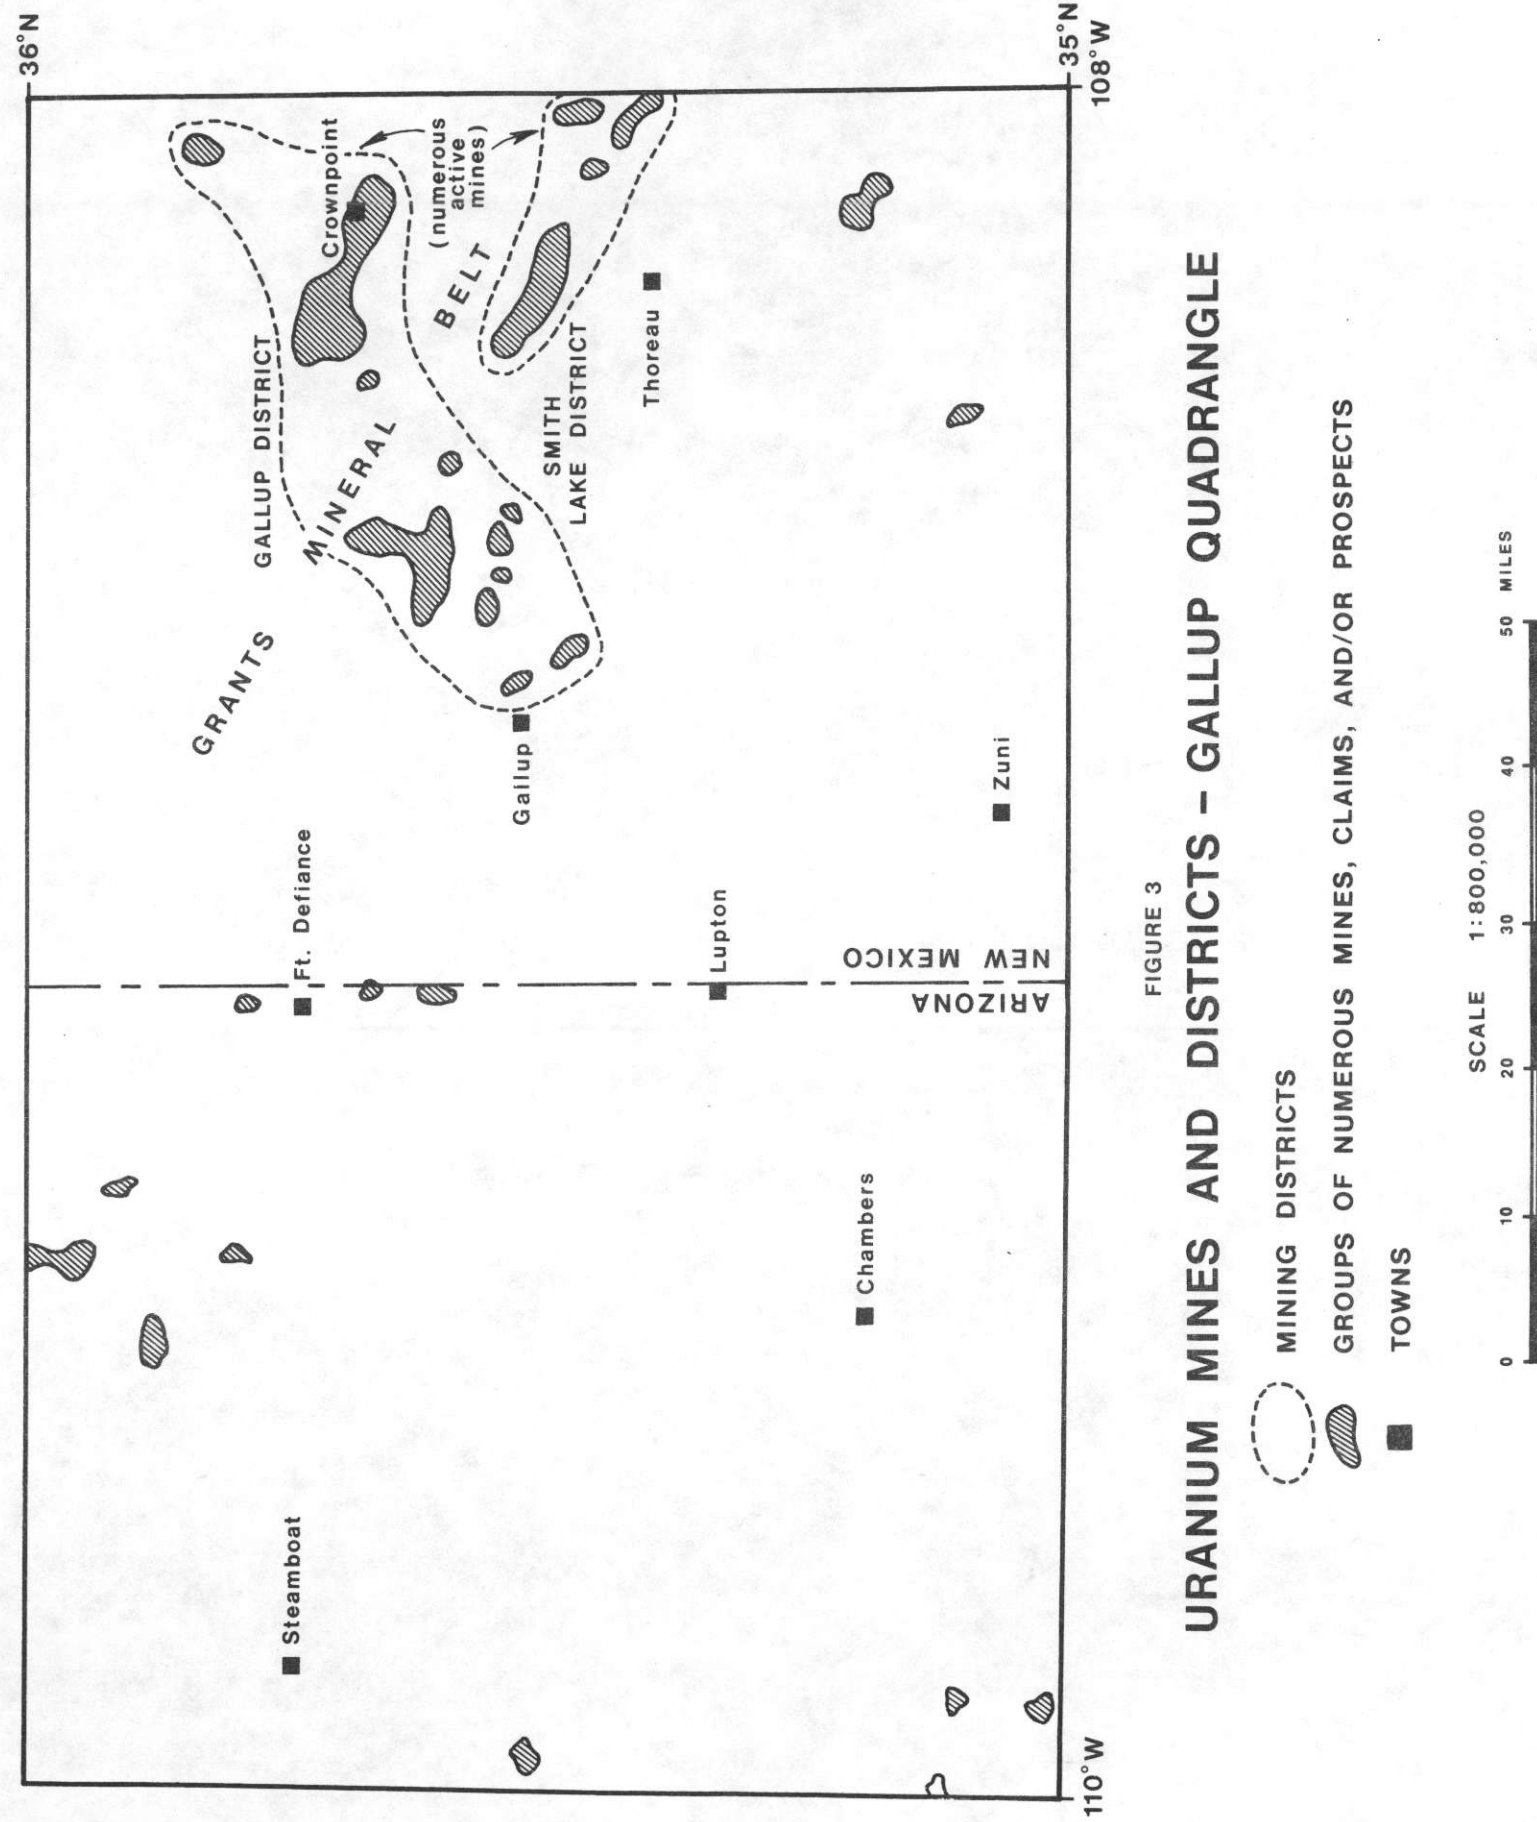 36°N
35°N
108°W
110°W
GRANTS
MINERAL
BELT
GALLUP DISTRICT
Crownpoint
(numerous
active
mines)
SMITH
LAKE DISTRICT
Thoreau
Gallup
Zuni
Ft. Defiance
Lupton
NEW MEXICO
ARIZONA
Chambers
Steamboat
FIGURE 3
URANIUM MINES AND DISTRICTS – GALLUP QUADRANGLE
MINING DISTRICTS
GROUPS OF NUMEROUS MINES, CLAIMS, AND/OR PROSPECTS
TOWNS
SCALE 1:800,000
0 10 20 30 40 50 MILES